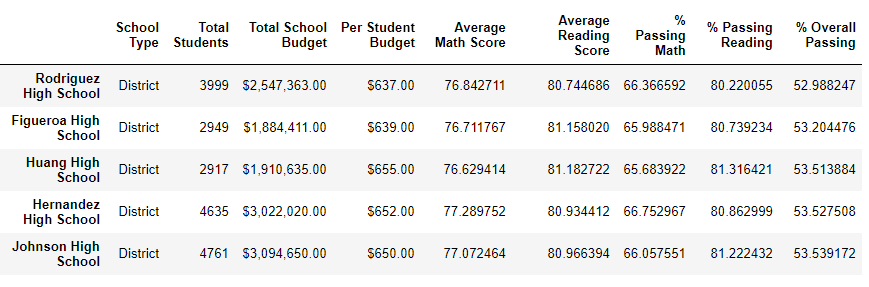 School Type Total Students Total School Budget Per Student Budget Average Math Score Average Reading Score % Passing Math % Passing Reading % Overall Passing
Rodriguez High School District 3999 $2,547,363.00 $637.00 76.842711 80.744686 66.366592 80.220055 52.988247
Figueroa High School District 2949 $1,884,411.00 $639.00 76.711767 81.158020 65.988471 80.739234 53.204476
Huang High School District 2917 $1,910,635.00 $655.00 76.629414 81.182722 65.683922 81.316421 53.513884
Hernandez High School District 4635 $3,022,020.00 $652.00 77.289752 80.934412 66.752967 80.862999 53.527508
Johnson High School District 4761 $3,094,650.00 $650.00 77.072464 80.966394 66.057551 81.222432 53.539172